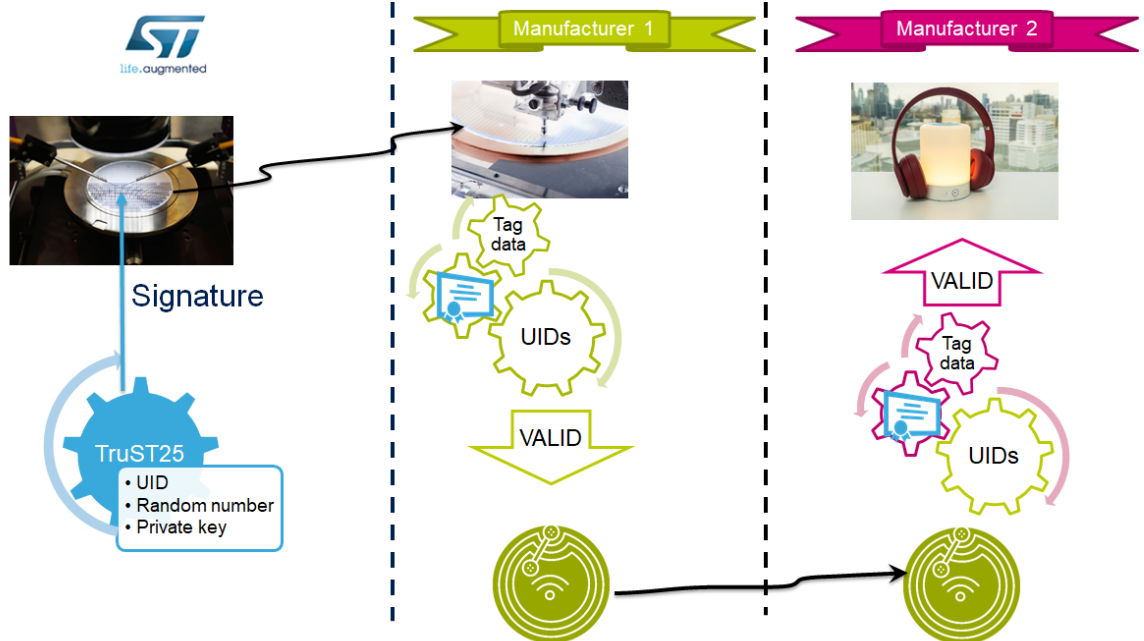 ST
life.augmented
Signature
TruST25
• UID
• Random number
• Private key
Manufacturer 1
Tag
data
UIDs
VALID
Manufacturer 2
VALID
Tag
data
UIDs